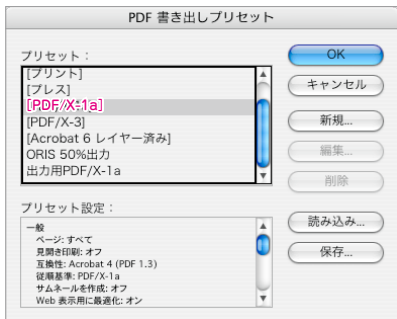 PDF 書き出しプリセット
プリセット：
[プリント]
[プレス]
[PDF/X-1a]
[PDF/X-3]
[Acrobat 6 レイヤー済み]
ORIS 50%出力
出力用PDF/X-1a
OK
キャンセル
新規...
編集...
削除
読み込み...
保存...
プリセット設定：
一般
ページ: すべて
見開き印刷: オフ
互換性: Acrobat 4 (PDF 1.3)
従順基準: PDF/X-1a
サムネールを作成: オフ
Web 表示用に最適化: オン